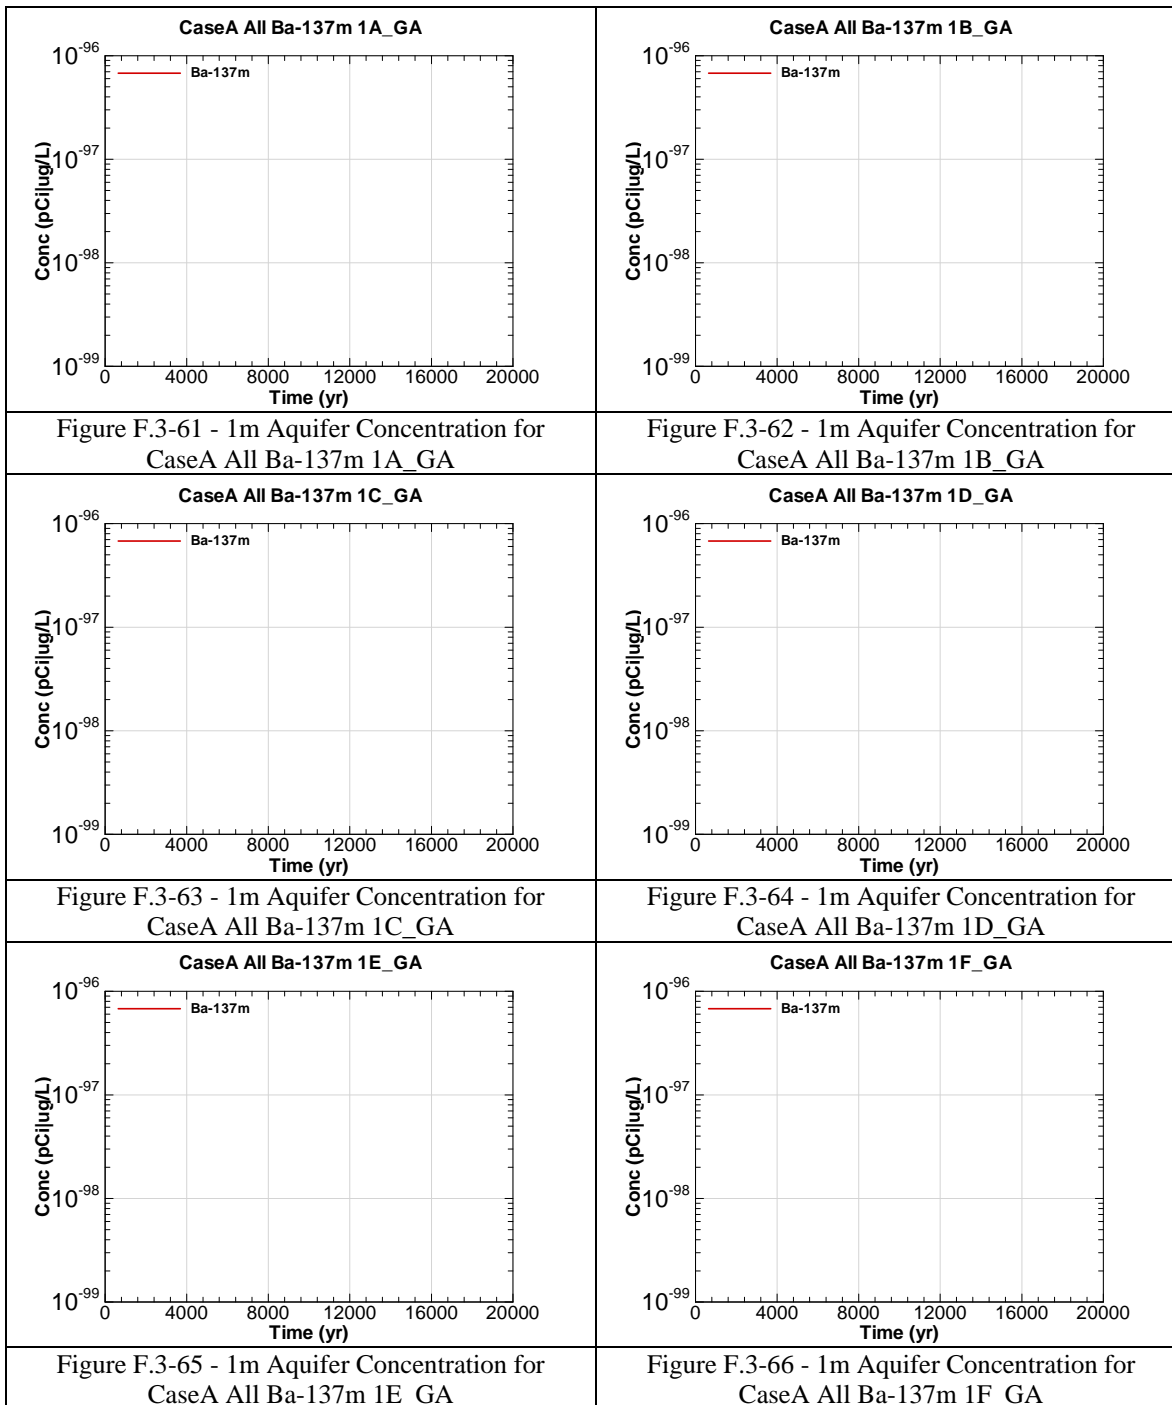 CaseA All Ba-137m 1A_GA
10^-96
Ba-137m
10^-97
Conc (pCi|ug/L)
10^-98
10^-99
0 4000 8000 12000 16000 20000
Time (yr)
Figure F.3-61 - 1m Aquifer Concentration for
CaseA All Ba-137m 1A_GA
CaseA All Ba-137m 1B_GA
10^-96
Ba-137m
10^-97
Conc (pCi|ug/L)
10^-98
10^-99
0 4000 8000 12000 16000 20000
Time (yr)
Figure F.3-62 - 1m Aquifer Concentration for
CaseA All Ba-137m 1B_GA
CaseA All Ba-137m 1C_GA
10^-96
Ba-137m
10^-97
Conc (pCi|ug/L)
10^-98
10^-99
0 4000 8000 12000 16000 20000
Time (yr)
Figure F.3-63 - 1m Aquifer Concentration for
CaseA All Ba-137m 1C_GA
CaseA All Ba-137m 1D_GA
10^-96
Ba-137m
10^-97
Conc (pCi|ug/L)
10^-98
10^-99
0 4000 8000 12000 16000 20000
Time (yr)
Figure F.3-64 - 1m Aquifer Concentration for
CaseA All Ba-137m 1D_GA
CaseA All Ba-137m 1E_GA
10^-96
Ba-137m
10^-97
Conc (pCi|ug/L)
10^-98
10^-99
0 4000 8000 12000 16000 20000
Time (yr)
Figure F.3-65 - 1m Aquifer Concentration for
CaseA All Ba-137m 1E_GA
CaseA All Ba-137m 1F_GA
10^-96
Ba-137m
10^-97
Conc (pCi|ug/L)
10^-98
10^-99
0 4000 8000 12000 16000 20000
Time (yr)
Figure F.3-66 - 1m Aquifer Concentration for
CaseA All Ba-137m 1F_GA